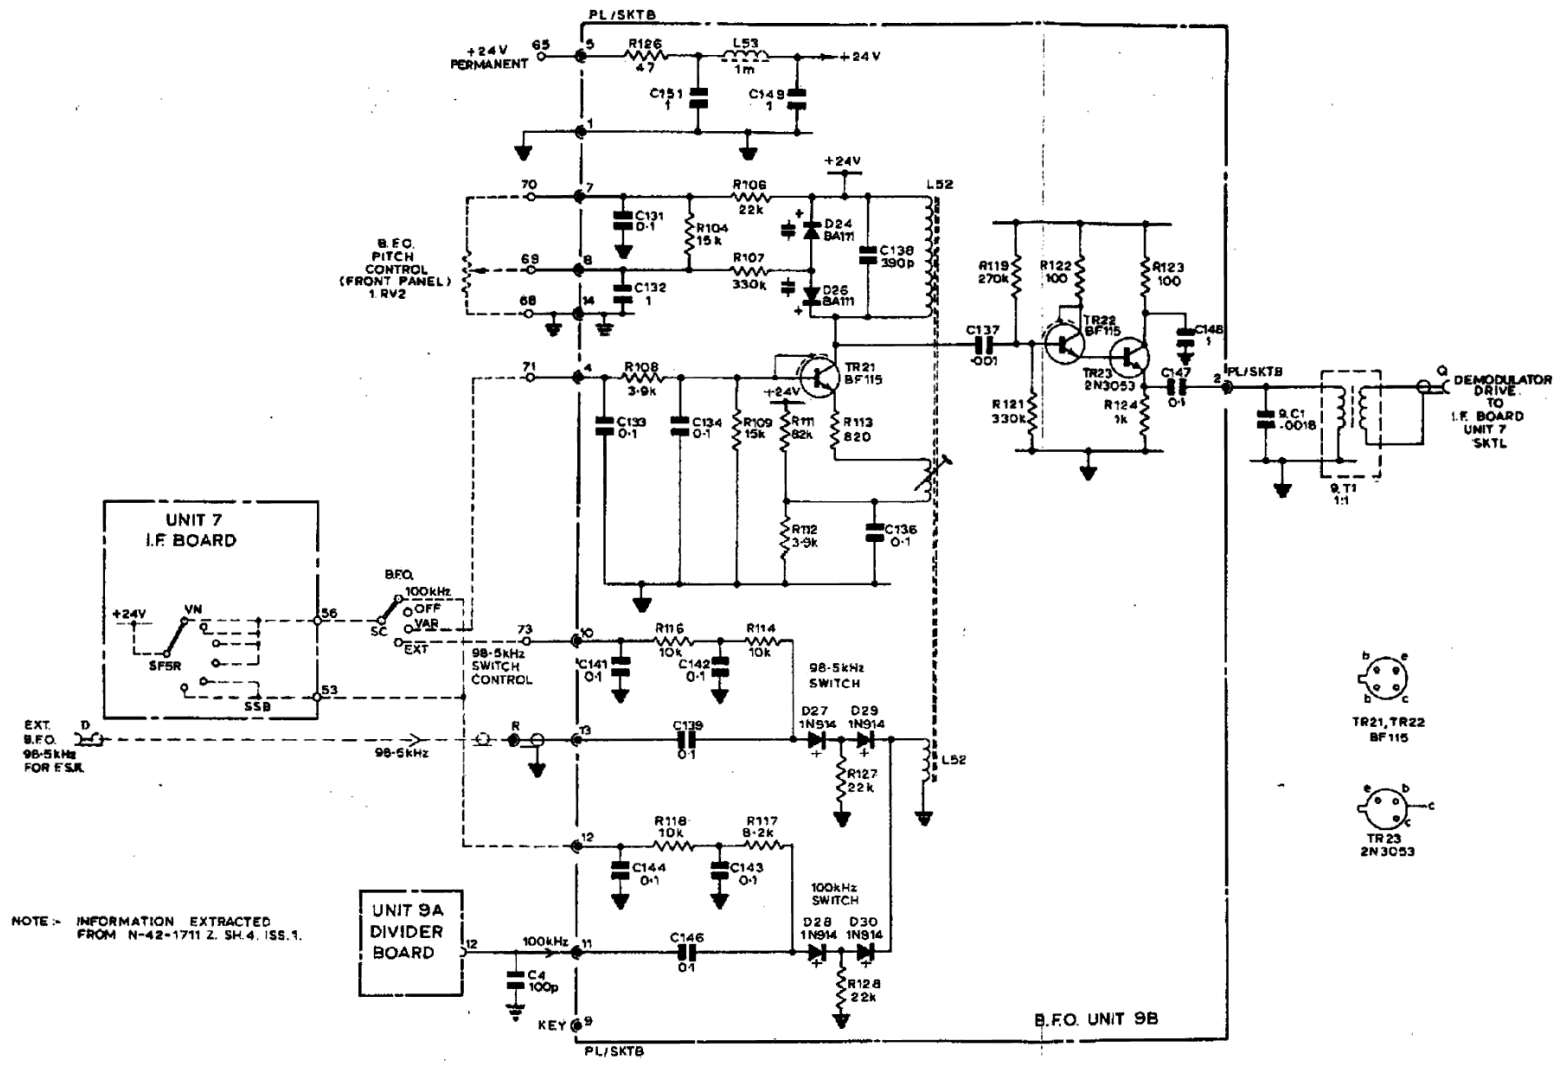 PL/SKTB
+24V
PERMANENT
65
5
R126
47
L53
1m
+24V
C151
1
C149
1
1
+24V
70
7
R106
22k
L52
C131
0·1
R104
15k
+
D24
BA111
C138
390p
B.F.O.
PITCH
CONTROL
(FRONT PANEL)
1.RV2
69
8
R107
330k
C132
1
D26
BA111
+
68
14
R119
270k
R122
100
R123
100
C137
·001
TR22
BF115
C148
1
TR23
2N3053
C147
0·1
2
PL/SKTB
Q
DEMODULATOR
DRIVE
TO
I.F. BOARD
UNIT 7
SKTL
71
4
R108
3·9k
TR21
BF115
+24V
C133
0·1
C134
0·1
R109
15k
R111
82k
R113
820
R121
330k
R124
1k
9.C1
·0018
9.T1
1:1
R112
3·9k
C136
0·1
UNIT 7
I.F. BOARD
+24V
VN
SF5R
SSB
56
53
B.F.O.
100kHz
OFF
VAR
EXT
SC
73
98·5kHz
SWITCH
CONTROL
10
R116
10k
R114
10k
C141
0·1
C142
0·1
98·5kHz
SWITCH
D27
1N914
D29
1N914
+
+
EXT.
B.F.O.
98·5kHz
FOR F.S.K.
D
98·5kHz
R
13
C139
0·1
R127
22k
L52
12
R118
10k
R117
8·2k
C144
0·1
C143
0·1
100kHz
SWITCH
D28
1N914
D30
1N914
+
+
UNIT 9A
DIVIDER
BOARD
12
100kHz
11
C146
0·1
C4
100p
R128
22k
KEY
9
PL/SKTB
B.F.O. UNIT 9B
NOTE:- INFORMATION EXTRACTED
FROM N-42-1711 Z. SH.4. ISS.1.
b
e
b
c
TR21, TR22
BF115
e
b
c
c
TR23
2N3053